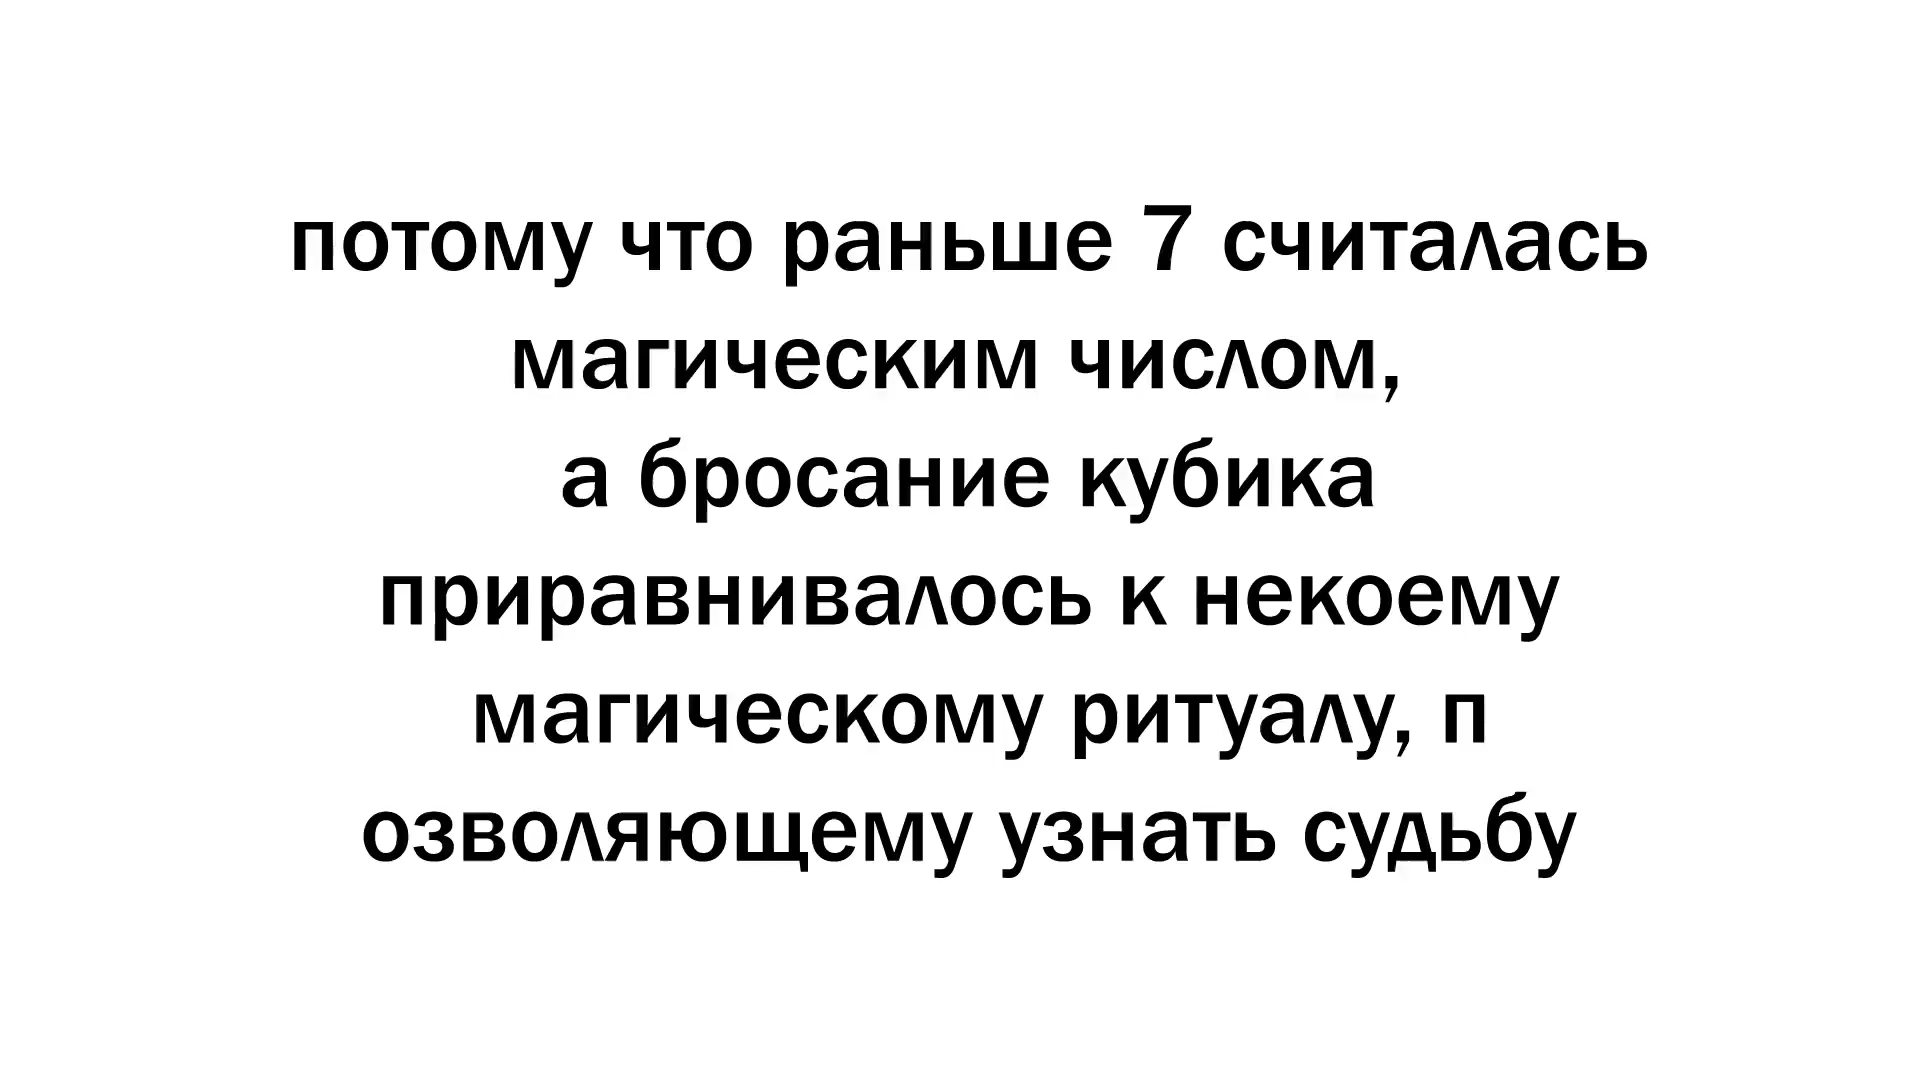 потому что раньше 7 считалась
магическим числом,
а бросание кубика
приравнивалось к некоему
магическому ритуалу, п
озволяющему узнать судьбу